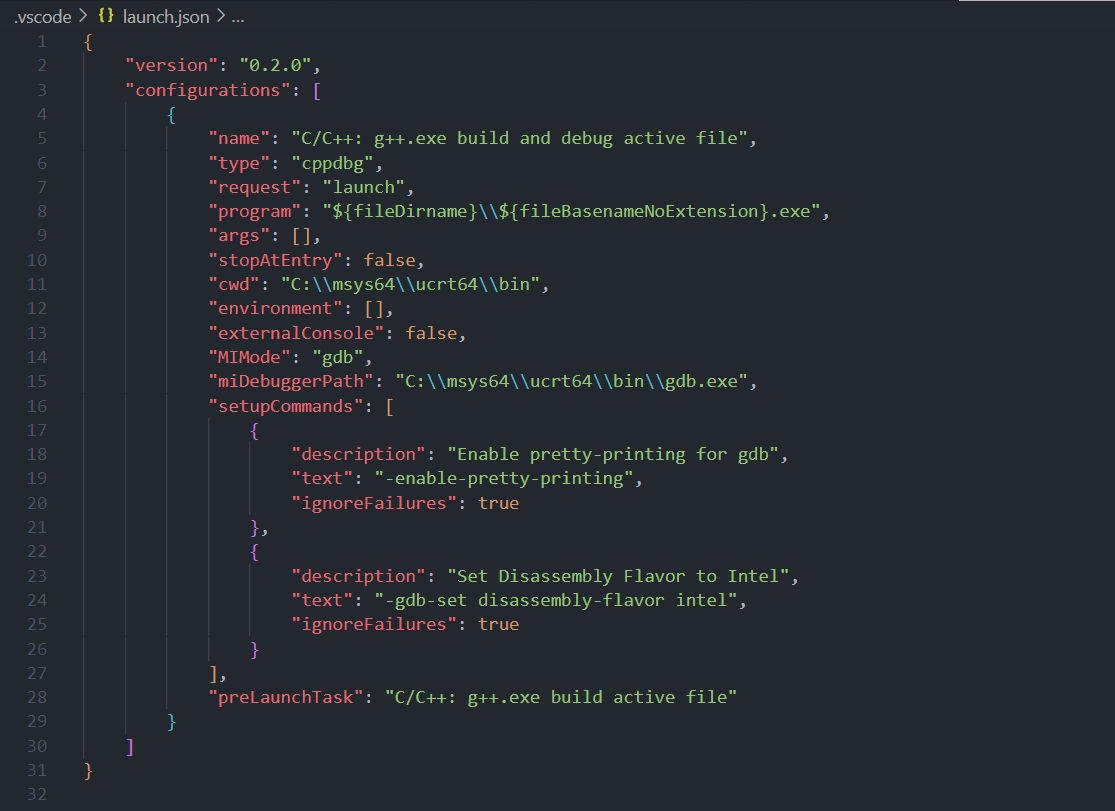 .vscode > {} launch.json > ...
1 {
2     "version": "0.2.0",
3     "configurations": [
4         {
5             "name": "C/C++: g++.exe build and debug active file",
6             "type": "cppdbg",
7             "request": "launch",
8             "program": "${fileDirname}\\${fileBasenameNoExtension}.exe",
9             "args": [],
10             "stopAtEntry": false,
11             "cwd": "C:\\msys64\\ucrt64\\bin",
12             "environment": [],
13             "externalConsole": false,
14             "MIMode": "gdb",
15             "miDebuggerPath": "C:\\msys64\\ucrt64\\bin\\gdb.exe",
16             "setupCommands": [
17                 {
18                     "description": "Enable pretty-printing for gdb",
19                     "text": "-enable-pretty-printing",
20                     "ignoreFailures": true
21                 },
22                 {
23                     "description": "Set Disassembly Flavor to Intel",
24                     "text": "-gdb-set disassembly-flavor intel",
25                     "ignoreFailures": true
26                 }
27             ],
28             "preLaunchTask": "C/C++: g++.exe build active file"
29         }
30     ]
31 }
32